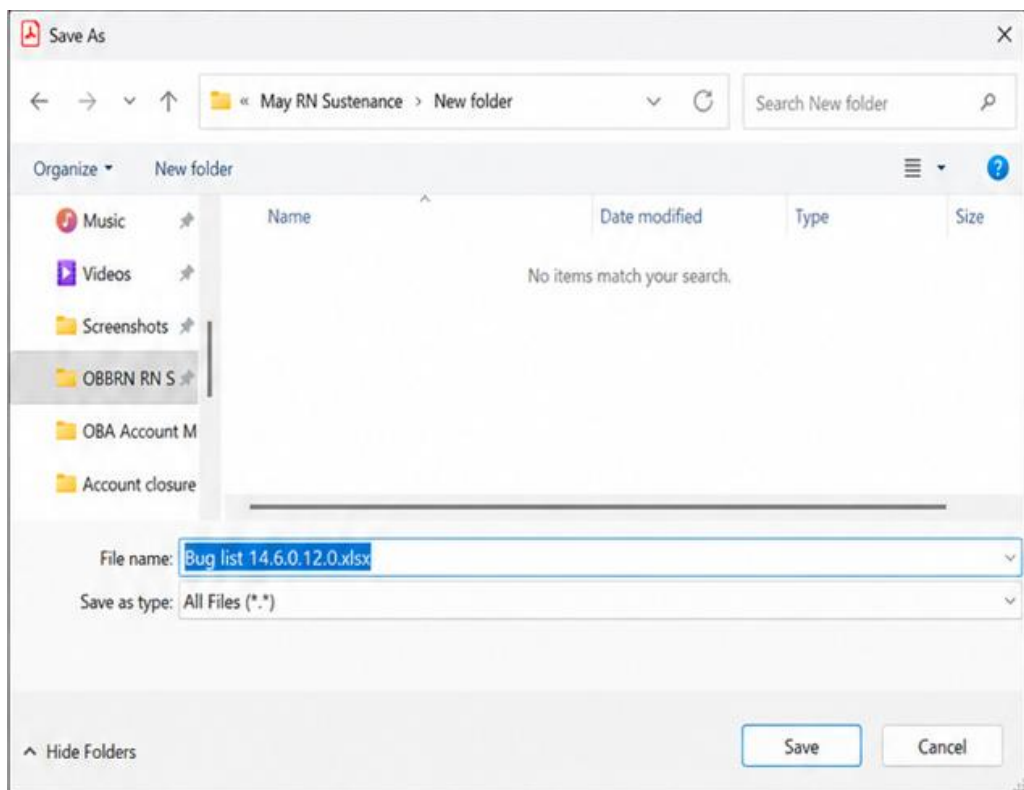 Save As
« May RN Sustenance > New folder
Search New folder
Organize
New folder
Name
Date modified
Type
Size
Music
Videos
Screenshots
OBBRN RN S
OBA Account M
Account closure
No items match your search.
File name: Bug list 14.6.0.12.0.xlsx
Save as type: All Files (*.*)
Hide Folders
Save
Cancel